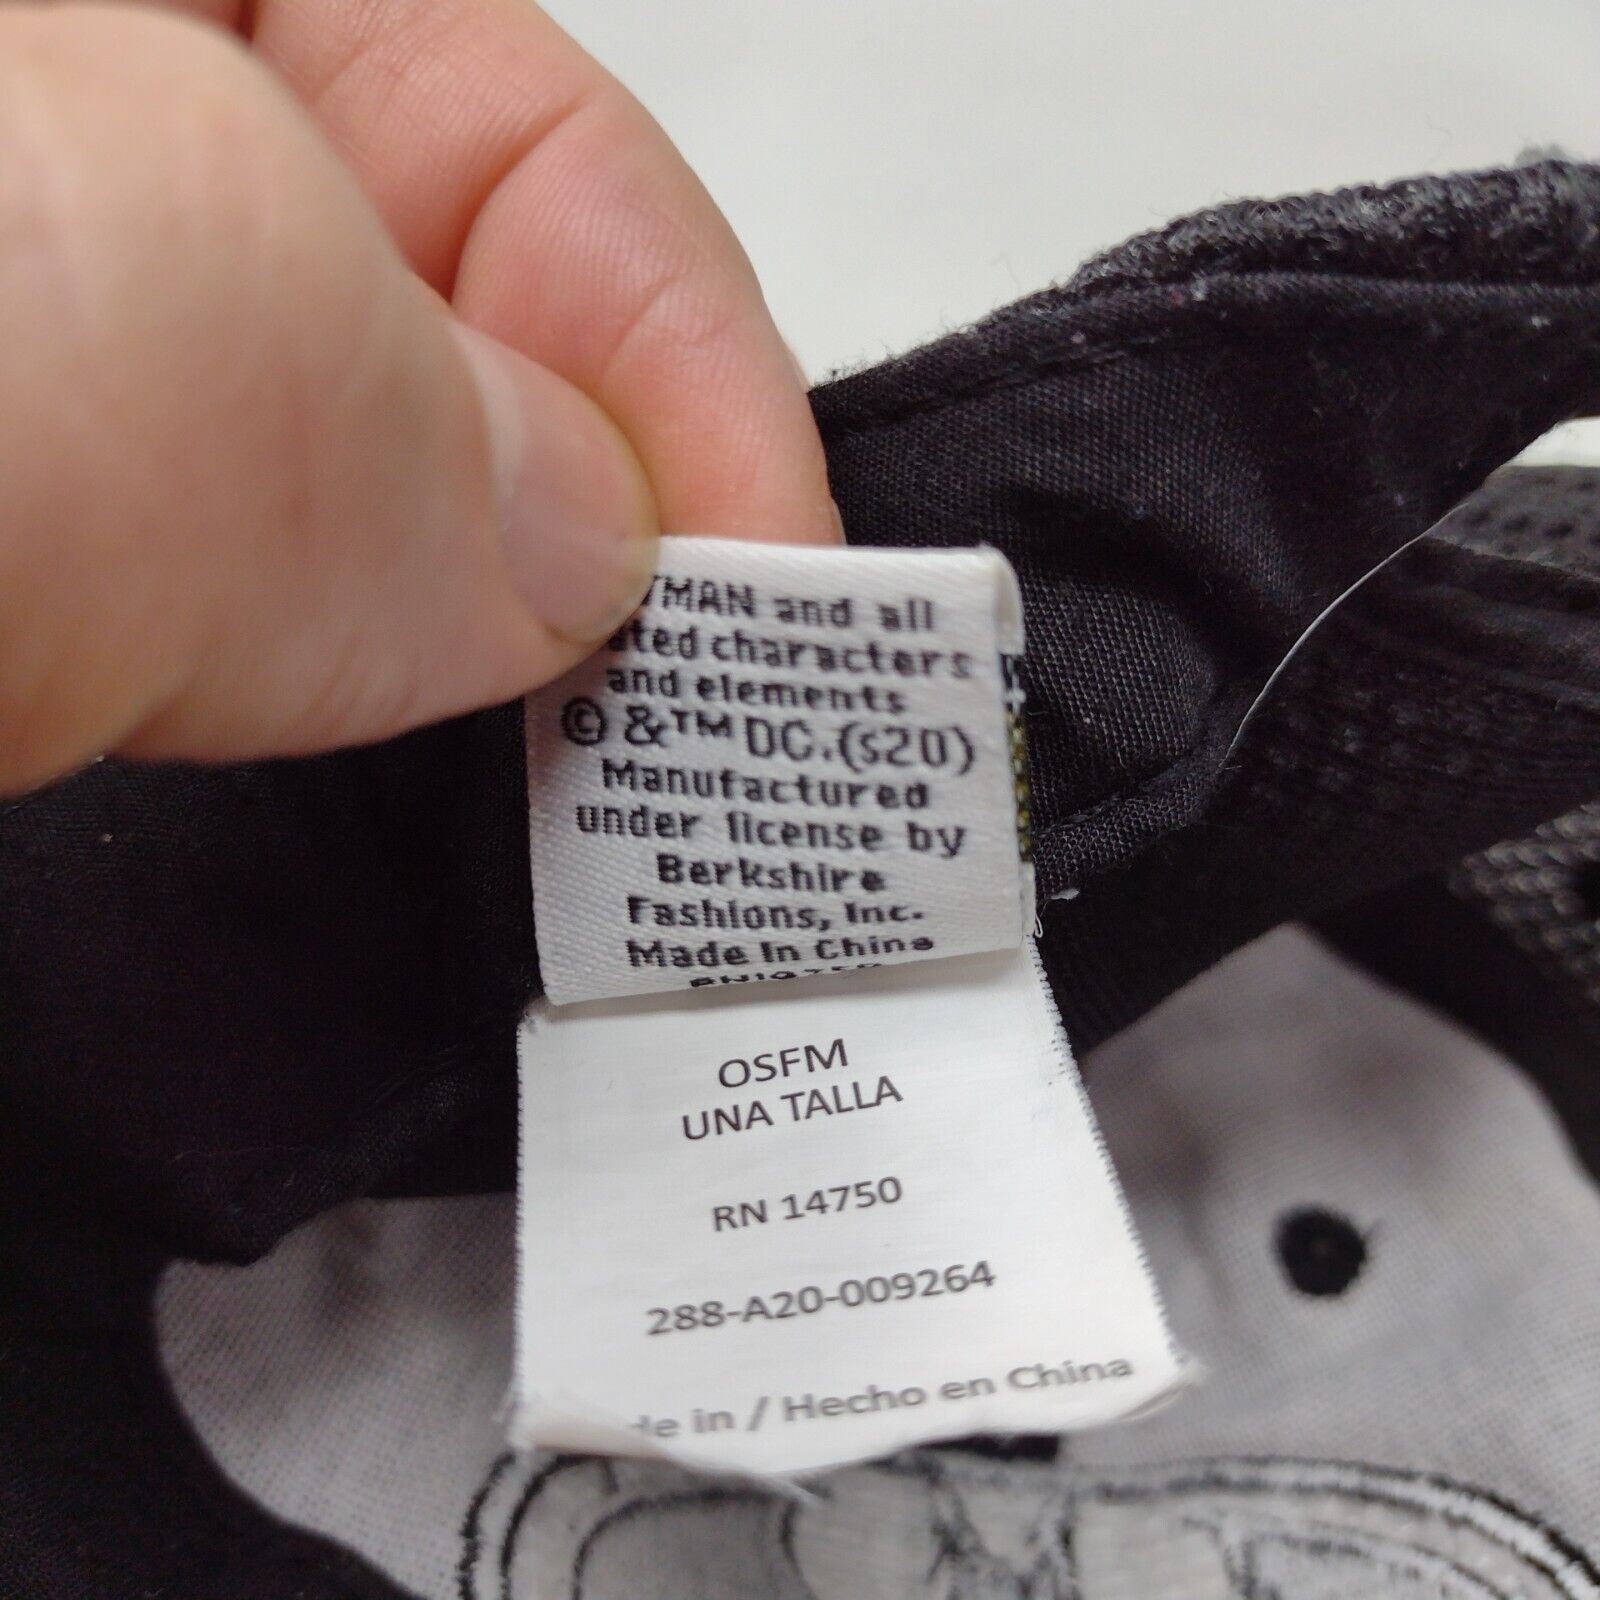 TMAN and all
ated characters
and elements
© &™ DC.(s20)
Manufactured
under license by
Berkshire
Fashions, Inc.
Made In China
OSFM
UNA TALLA
RN 14750
288-A20-009264
de in / Hecho en China